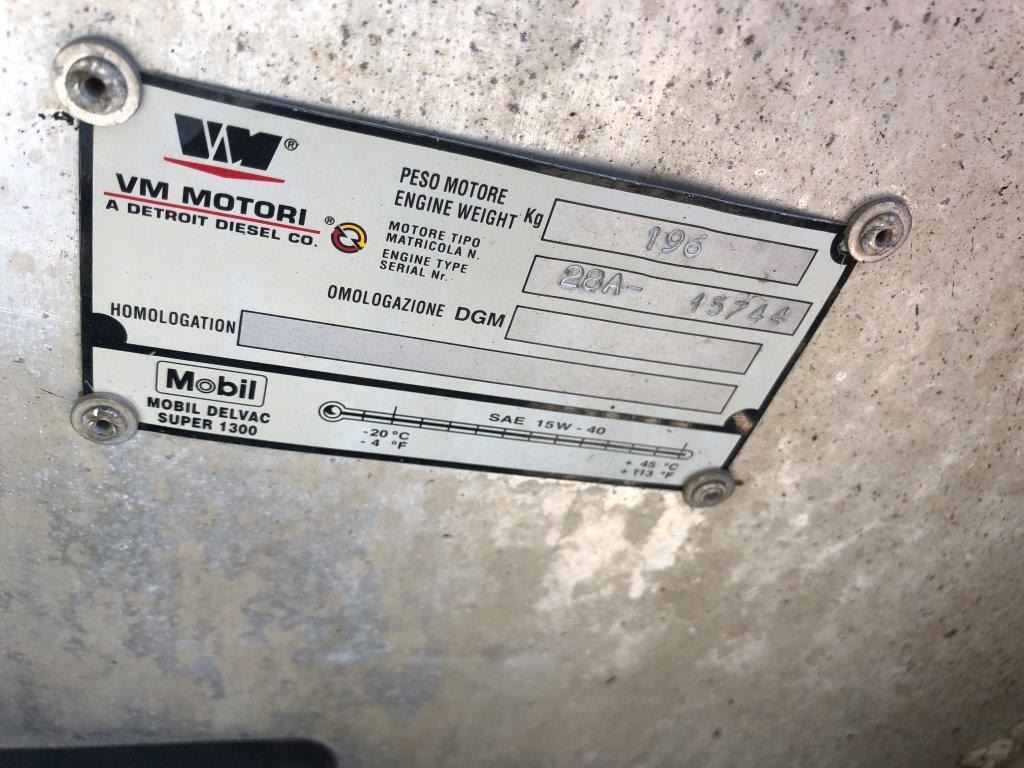 VM®
VM MOTORI®
A DETROIT DIESEL CO.
PESO MOTORE
ENGINE WEIGHT Kg 196
MOTORE TIPO
MATRICOLA N.
ENGINE TYPE
SERIAL Nr.
28A- 15744
OMOLOGAZIONE DGM
HOMOLOGATION
Mobil
MOBIL DELVAC
SUPER 1300
SAE 15W-40
-20 °C
-4 °F
+ 45 °C
+ 113 °F